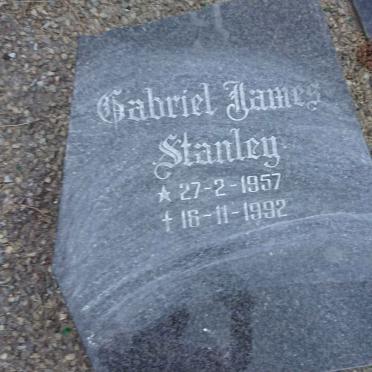 Gabriel James
Stanley
★ 27-2-1957
† 16-11-1992